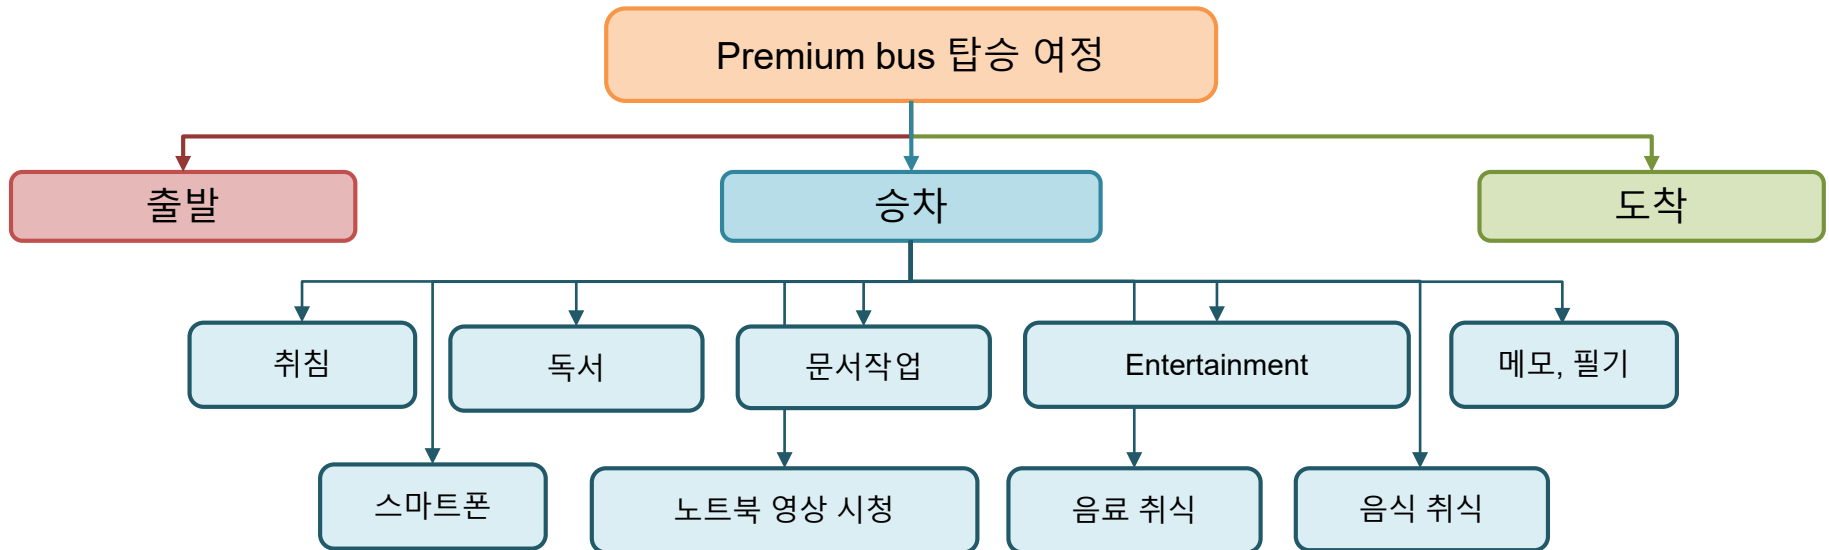 Premium bus 탑승 여정
출발
승차
도착
취침
독서
문서작업
Entertainment
메모, 필기
스마트폰
노트북 영상 시청
음료 취식
음식 취식